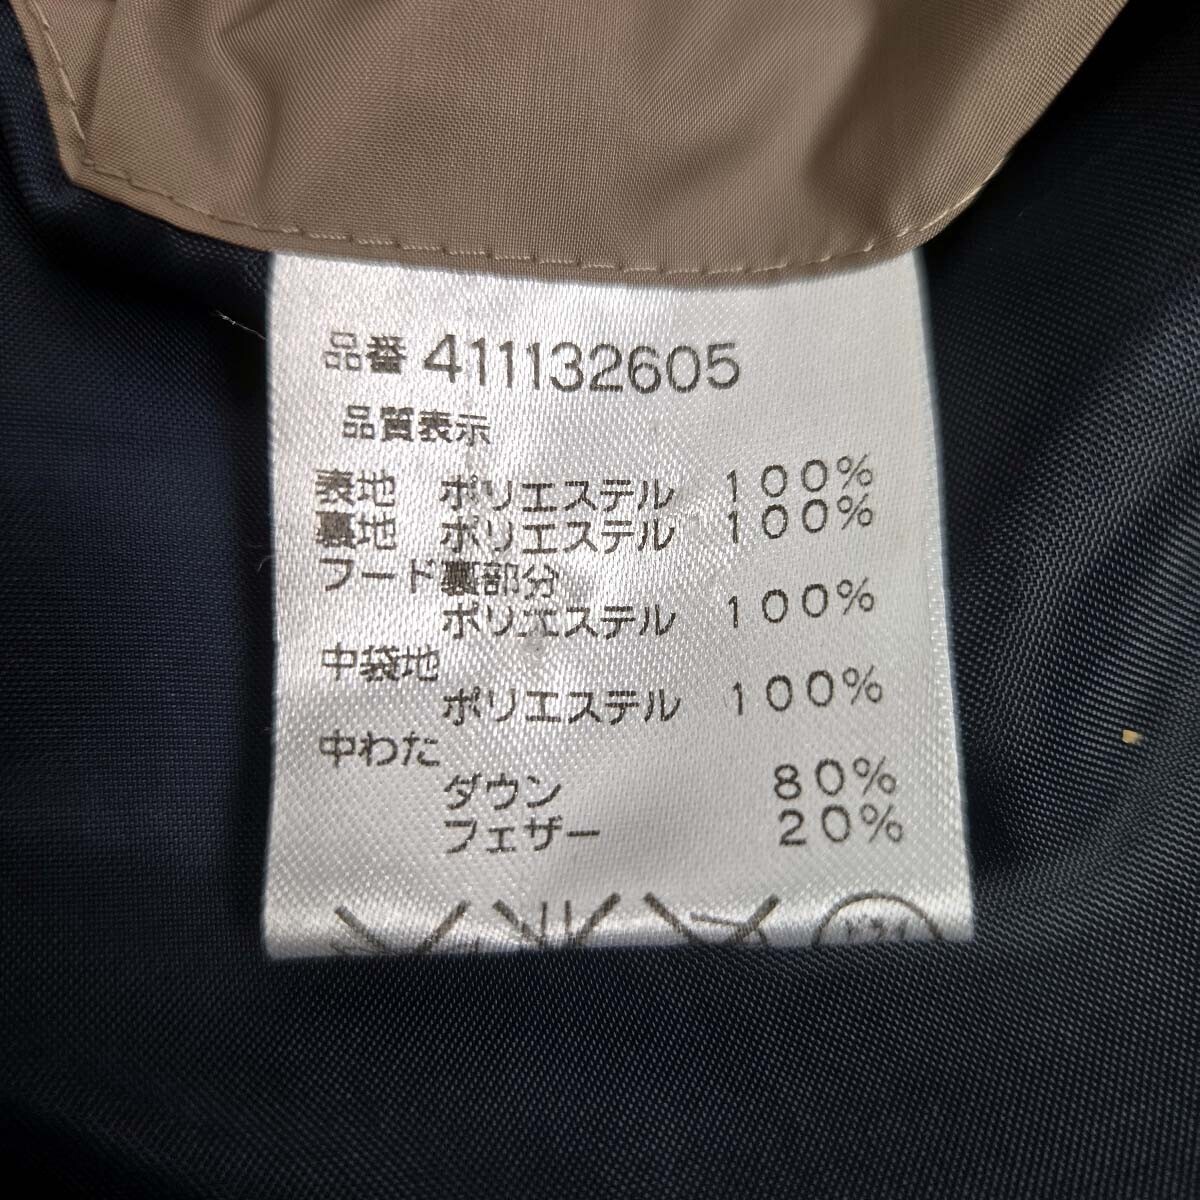 品番 411132605
品質表示
表地 ポリエステル 100%
裏地 ポリエステル 100%
フード裏部分
ポリエステル 100%
中袋地
ポリエステル 100%
中わた
ダウン 80%
フェザー 20%